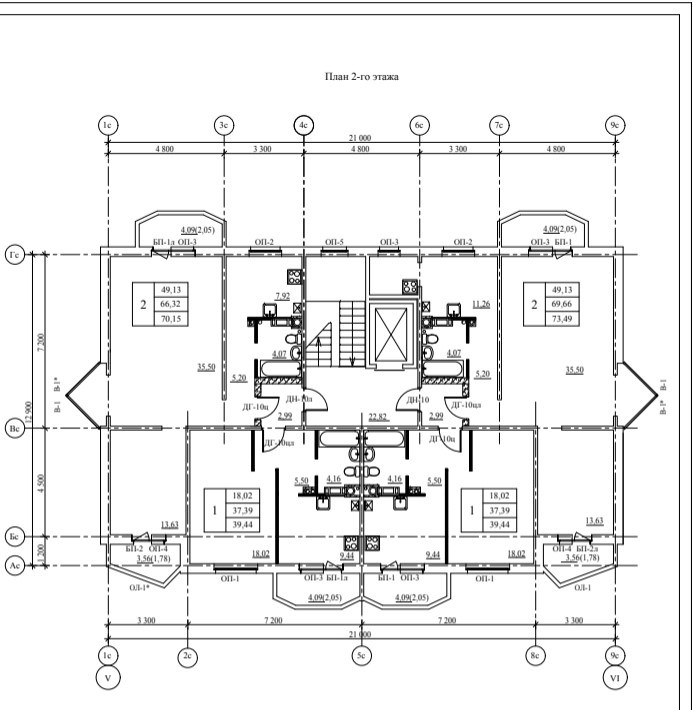 План 2-го этажа
1с 3с 4с 6с 7с 9с
21 000
4 800 3 300 4 800 3 300 4 800
4,09(2,05) 4,09(2,05)
БП-1л ОП-3 ОП-2 ОП-5 ОП-3 ОП-2 ОП-3 БП-1
Гс
7,92 11,26
2 49,13 66,32 70,15
2 49,13 69,66 73,49
7 200
4,07 4,07
35,50 5,20 5,20 35,50
В-1 В-1*
12 900
В-1* В-1
ДГ-10ц ДН-10л ДН-10 ДГ-10цл
2,99 22,82 2,99
Вс
ДГ-10цл ДГ-10ц
4 500
5,50 4,16 4,16 5,50
1 18,02 37,39 39,44
1 18,02 37,39 39,44
13,63 13,63
Бс
БП-2 ОП-4 18,02 9,44 9,44 18,02 ОП-4 БП-2л
1 200
3,56(1,78) 3,56(1,78)
Ас
ОП-1 ОП-3 БП-1л БП-1 ОП-3 ОП-1
ОЛ-1* 4,09(2,05) 4,09(2,05) ОЛ-1
3 300 7 200 7 200 3 300
21 000
1с 2с 5с 8с 9с
V VI